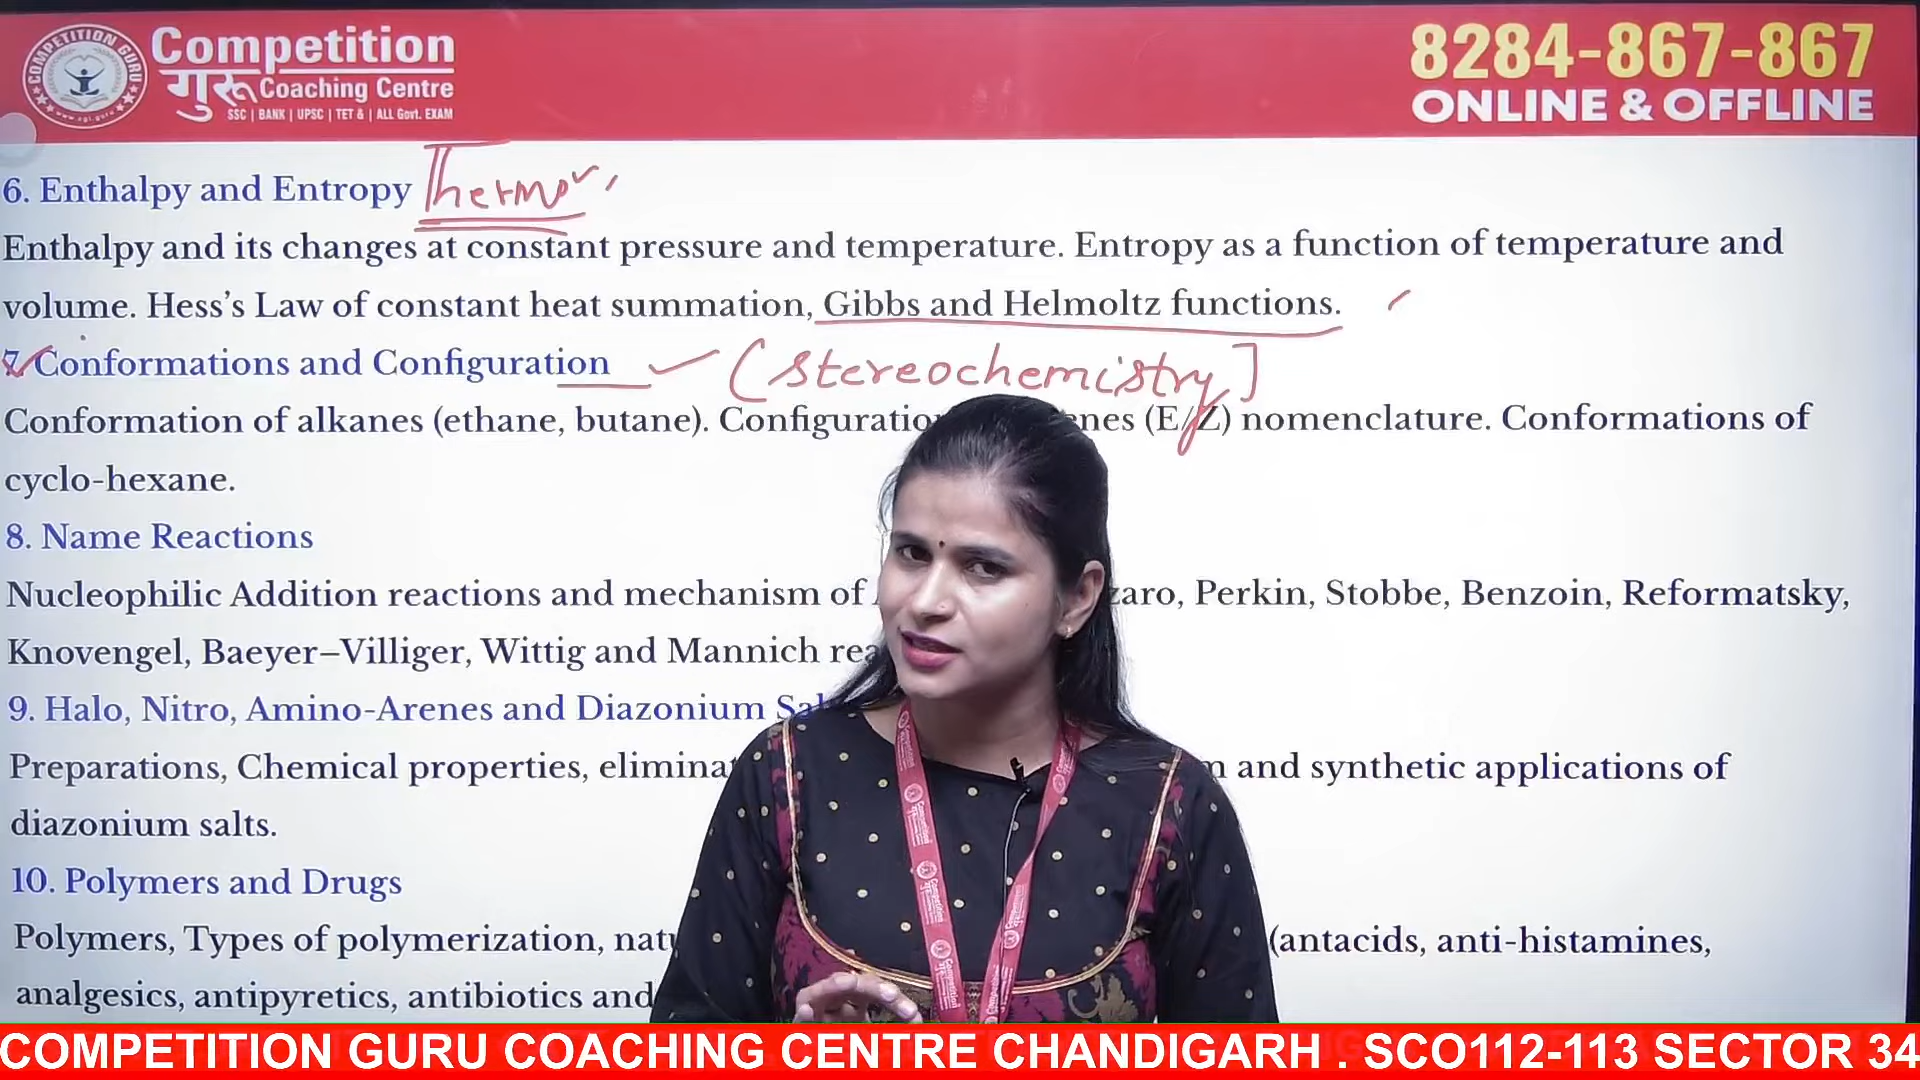 COMPETITION GURU
Competition
गुरू Coaching Centre
SSC | BANK | UPSC | TET & | ALL Govt. EXAM
8284-867-867
ONLINE & OFFLINE
6. Enthalpy and Entropy Thermo
Enthalpy and its changes at constant pressure and temperature. Entropy as a function of temperature and
volume. Hess's Law of constant heat summation, Gibbs and Helmoltz functions.
7. Conformations and Configuration (Stereochemistry]
Conformation of alkanes (ethane, butane). Configuratio nes (E/Z) nomenclature. Conformations of
cyclo-hexane.
8. Name Reactions
Nucleophilic Addition reactions and mechanism of zaro, Perkin, Stobbe, Benzoin, Reformatsky,
Knovengel, Baeyer–Villiger, Wittig and Mannich rea
9. Halo, Nitro, Amino-Arenes and Diazonium Sal
Preparations, Chemical properties, elimina and synthetic applications of
diazonium salts.
10. Polymers and Drugs
Polymers, Types of polymerization, natu (antacids, anti-histamines,
analgesics, antipyretics, antibiotics and
COMPETITION GURU COACHING CENTRE CHANDIGARH . SCO112-113 SECTOR 34